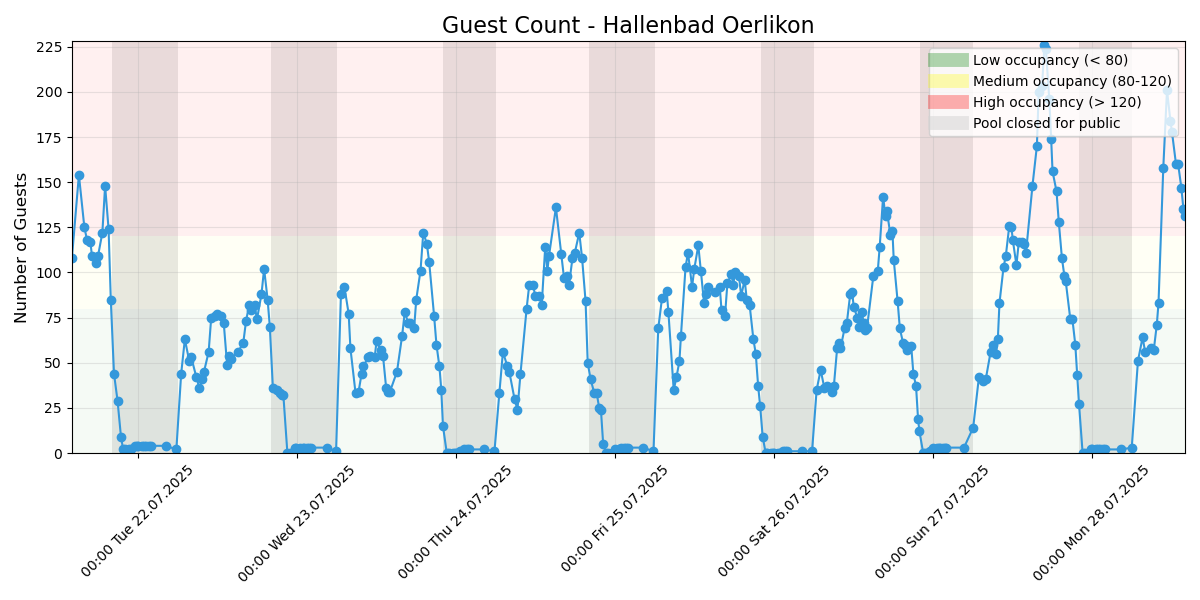 Guest Count - Hallenbad Oerlikon
Number of Guests
225
200
175
150
125
100
75
50
25
0
Low occupancy (< 80)
Medium occupancy (80-120)
High occupancy (> 120)
Pool closed for public
00:00 Tue 22.07.2025
00:00 Wed 23.07.2025
00:00 Thu 24.07.2025
00:00 Fri 25.07.2025
00:00 Sat 26.07.2025
00:00 Sun 27.07.2025
00:00 Mon 28.07.2025